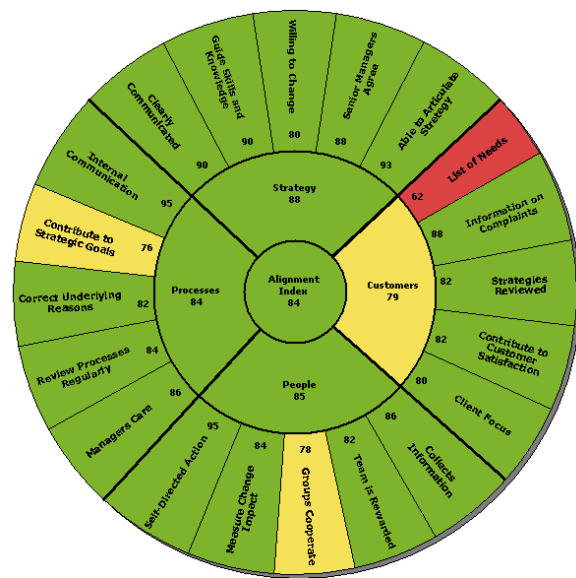 Alignment
Index
84
Strategy
88
Clearly
Communicated
90
Guide Skills and
Knowledge
90
Willing to Change
80
Senior Managers
Agree
88
Able to Articulate
Strategy
93
Customers
79
List of Needs
62
Information on
Complaints
88
Strategies
Reviewed
82
Contribute to
Customer
Satisfaction
82
Client Focus
80
People
85
Collects
Information
86
Team is Rewarded
82
Groups Cooperate
78
Measure Change
Impact
84
Self-Directed Action
95
Processes
84
Managers Care
86
Review Processes
Regularly
84
Correct Underlying
Reasons
82
Contribute to
Strategic Goals
76
Internal
Communication
95